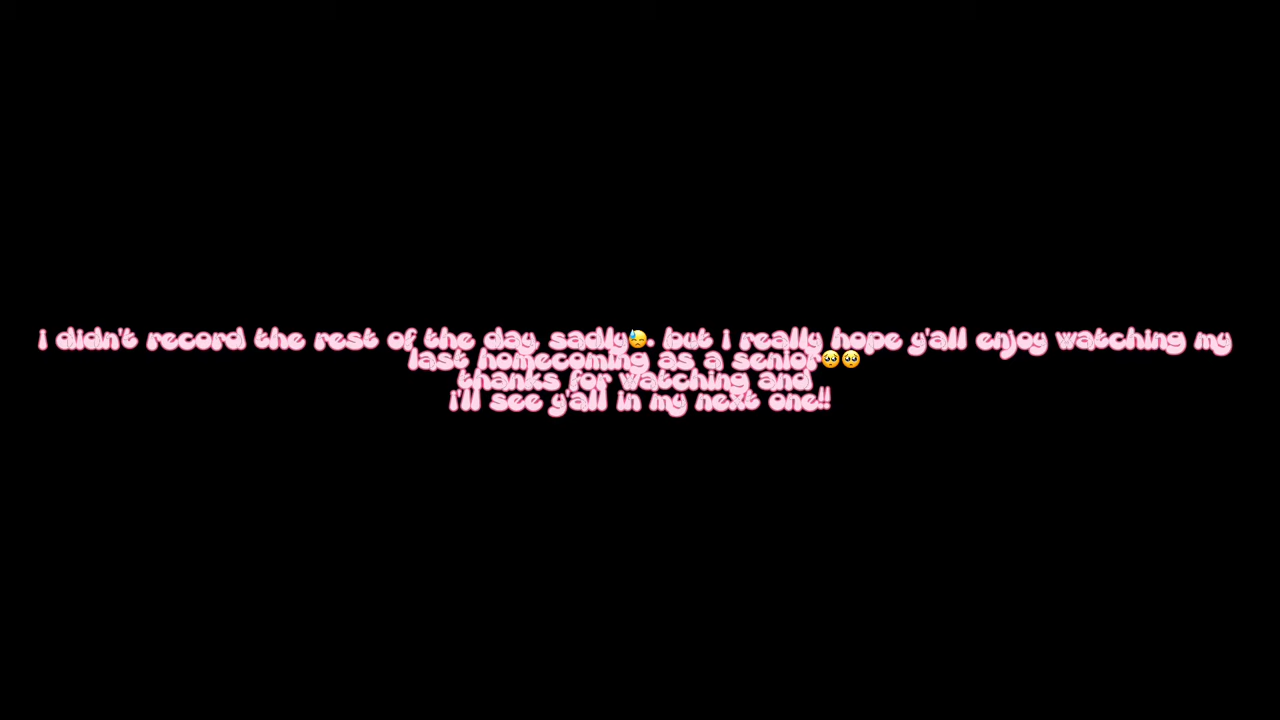 i didn't record the rest of the day, sadly😓. but i really hope y'all enjoy watching my
last homecoming as a senior🥺🥺
thanks for watching and
i'll see y'all in my next one!!